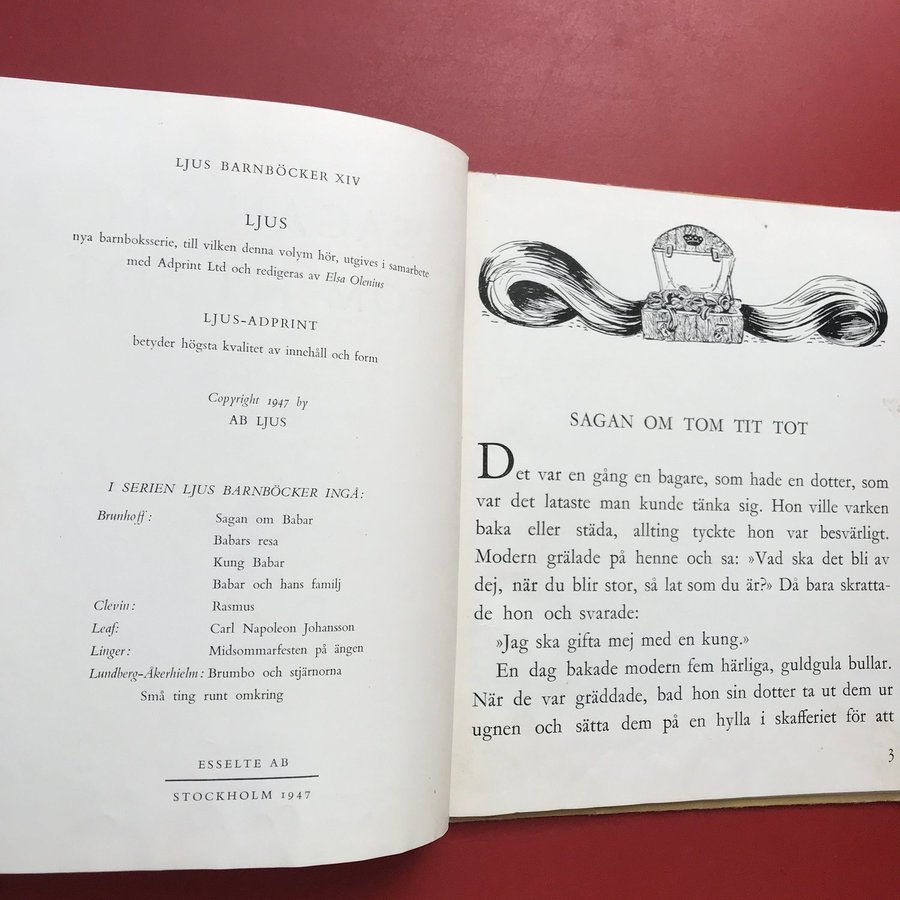 LJUS BARNBÖCKER XIV
LJUS
nya barnboksserie, till vilken denna volym hör, utgives i samarbete
med Adprint Ltd och redigeras av Elsa Olenius
LJUS-ADPRINT
betyder högsta kvalitet av innehåll och form
Copyright 1947 by
AB LJUS
I SERIEN LJUS BARNBÖCKER INGÅ:
Brunhoff: Sagan om Babar
Babars resa
Kung Babar
Babar och hans familj
Clevin: Rasmus
Leaf: Carl Napoleon Johansson
Linger: Midsommarfesten på ängen
Lundberg-Åkerhielm: Brumbo och stjärnorna
Små ting runt omkring
ESSELTE AB
STOCKHOLM 1947
SAGAN OM TOM TIT TOT
Det var en gång en bagare, som hade en dotter, som
var det lataste man kunde tänka sig. Hon ville varken
baka eller städa, allting tyckte hon var besvärligt.
Modern grälade på henne och sa: »Vad ska det bli av
dej, när du blir stor, så lat som du är?» Då bara skratta-
de hon och svarade:
»Jag ska gifta mej med en kung.»
En dag bakade modern fem härliga, guldgula bullar.
När de var gräddade, bad hon sin dotter ta ut dem ur
ugnen och sätta dem på en hylla i skafferiet för att
3